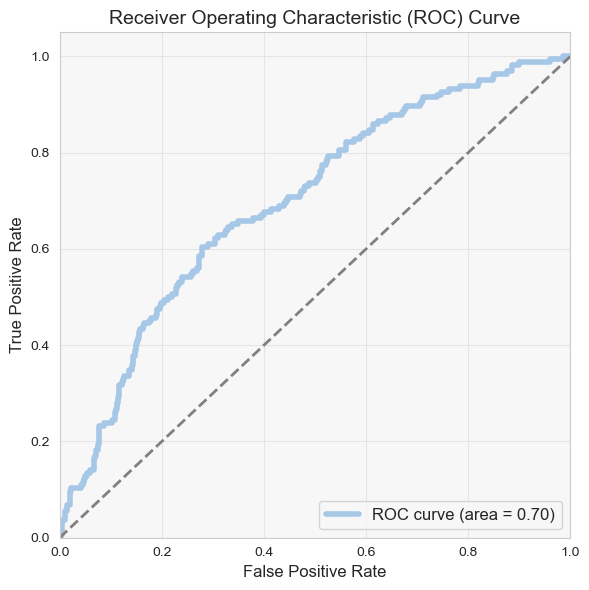 Receiver Operating Characteristic (ROC) Curve
True Positive Rate
1.0
0.8
0.6
0.4
0.2
0.0
ROC curve (area = 0.70)
0.0 0.2 0.4 0.6 0.8 1.0
False Positive Rate